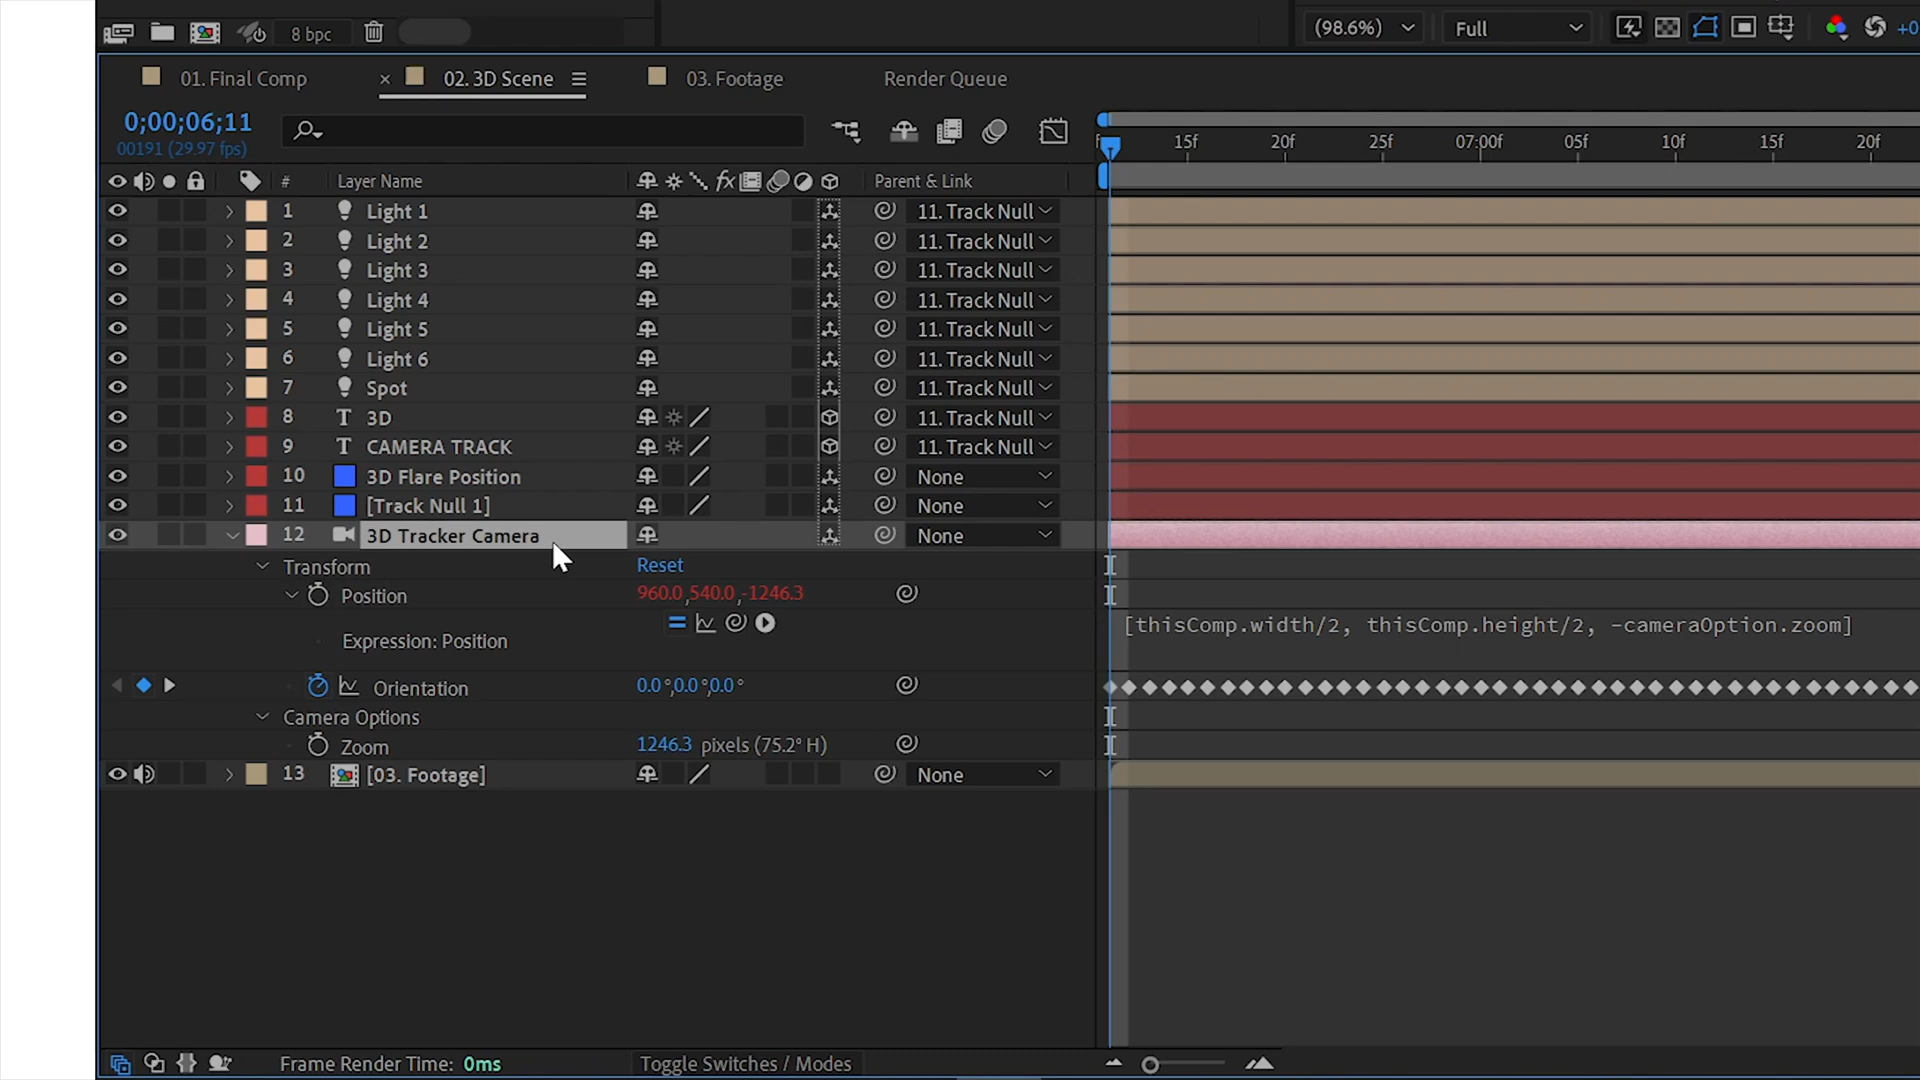 8 bpc
(98.6%) Full +0
01. Final Comp × 02. 3D Scene 03. Footage Render Queue
0;00;06;11
00191 (29.97 fps)
15f 20f 25f 07:00f 05f 10f 15f 20f
# Layer Name fx Parent & Link
1 Light 1 11. Track Null
2 Light 2 11. Track Null
3 Light 3 11. Track Null
4 Light 4 11. Track Null
5 Light 5 11. Track Null
6 Light 6 11. Track Null
7 Spot 11. Track Null
8 T 3D 11. Track Null
9 T CAMERA TRACK 11. Track Null
10 3D Flare Position None
11 [Track Null 1] None
12 3D Tracker Camera None
Transform Reset
Position 960.0,540.0,-1246.3
Expression: Position [thisComp.width/2, thisComp.height/2, -cameraOption.zoom]
Orientation 0.0°,0.0°,0.0°
Camera Options
Zoom 1246.3 pixels (75.2° H)
13 [03. Footage] None
Frame Render Time: 0ms Toggle Switches / Modes